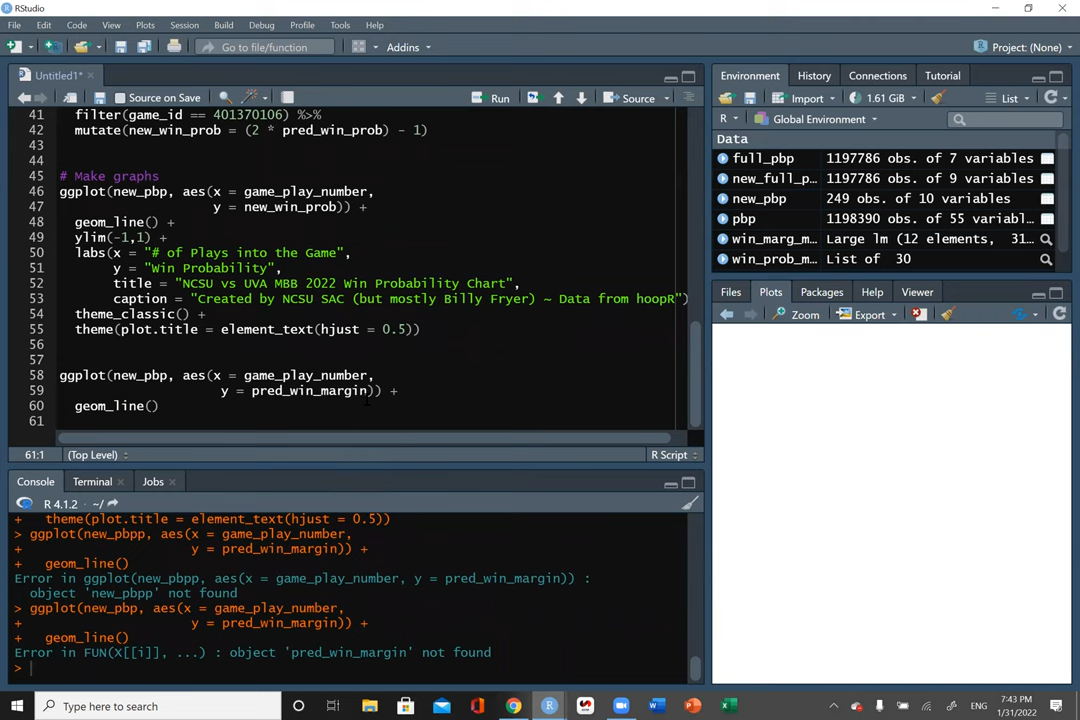 RStudio
File Edit Code View Plots Session Build Debug Profile Tools Help
Go to file/function Addins Project: (None)
Untitled1*
Source on Save Run Source
41 filter(game_id == 401370106) %>%
42 mutate(new_win_prob = (2 * pred_win_prob) - 1)
43
44
45 # Make graphs
46 ggplot(new_pbp, aes(x = game_play_number,
47 y = new_win_prob)) +
48 geom_line() +
49 ylim(-1,1) +
50 labs(x = "# of Plays into the Game",
51 y = "Win Probability",
52 title = "NCSU vs UVA MBB 2022 Win Probability Chart",
53 caption = "Created by NCSU SAC (but mostly Billy Fryer) ~ Data from hoopR")
54 theme_classic() +
55 theme(plot.title = element_text(hjust = 0.5))
56
57
58 ggplot(new_pbp, aes(x = game_play_number,
59 y = pred_win_margin)) +
60 geom_line()
61
61:1 (Top Level) R Script
Console Terminal Jobs
R 4.1.2 · ~/
+ theme(plot.title = element_text(hjust = 0.5))
> ggplot(new_pbpp, aes(x = game_play_number,
+ y = pred_win_margin)) +
+ geom_line()
Error in ggplot(new_pbpp, aes(x = game_play_number, y = pred_win_margin)) :
object 'new_pbpp' not found
> ggplot(new_pbp, aes(x = game_play_number,
+ y = pred_win_margin)) +
+ geom_line()
Error in FUN(X[[i]], ...) : object 'pred_win_margin' not found
>
Environment History Connections Tutorial
Import 1.61 GiB List
R Global Environment
Data
full_pbp 1197786 obs. of 7 variables
new_full_p… 1197786 obs. of 9 variables
new_pbp 249 obs. of 10 variables
pbp 1198390 obs. of 55 variabl…
win_marg_m… Large lm (12 elements, 31…
win_prob_m… List of 30
Files Plots Packages Help Viewer
Zoom Export
Type here to search
ENG
7:43 PM
1/31/2022